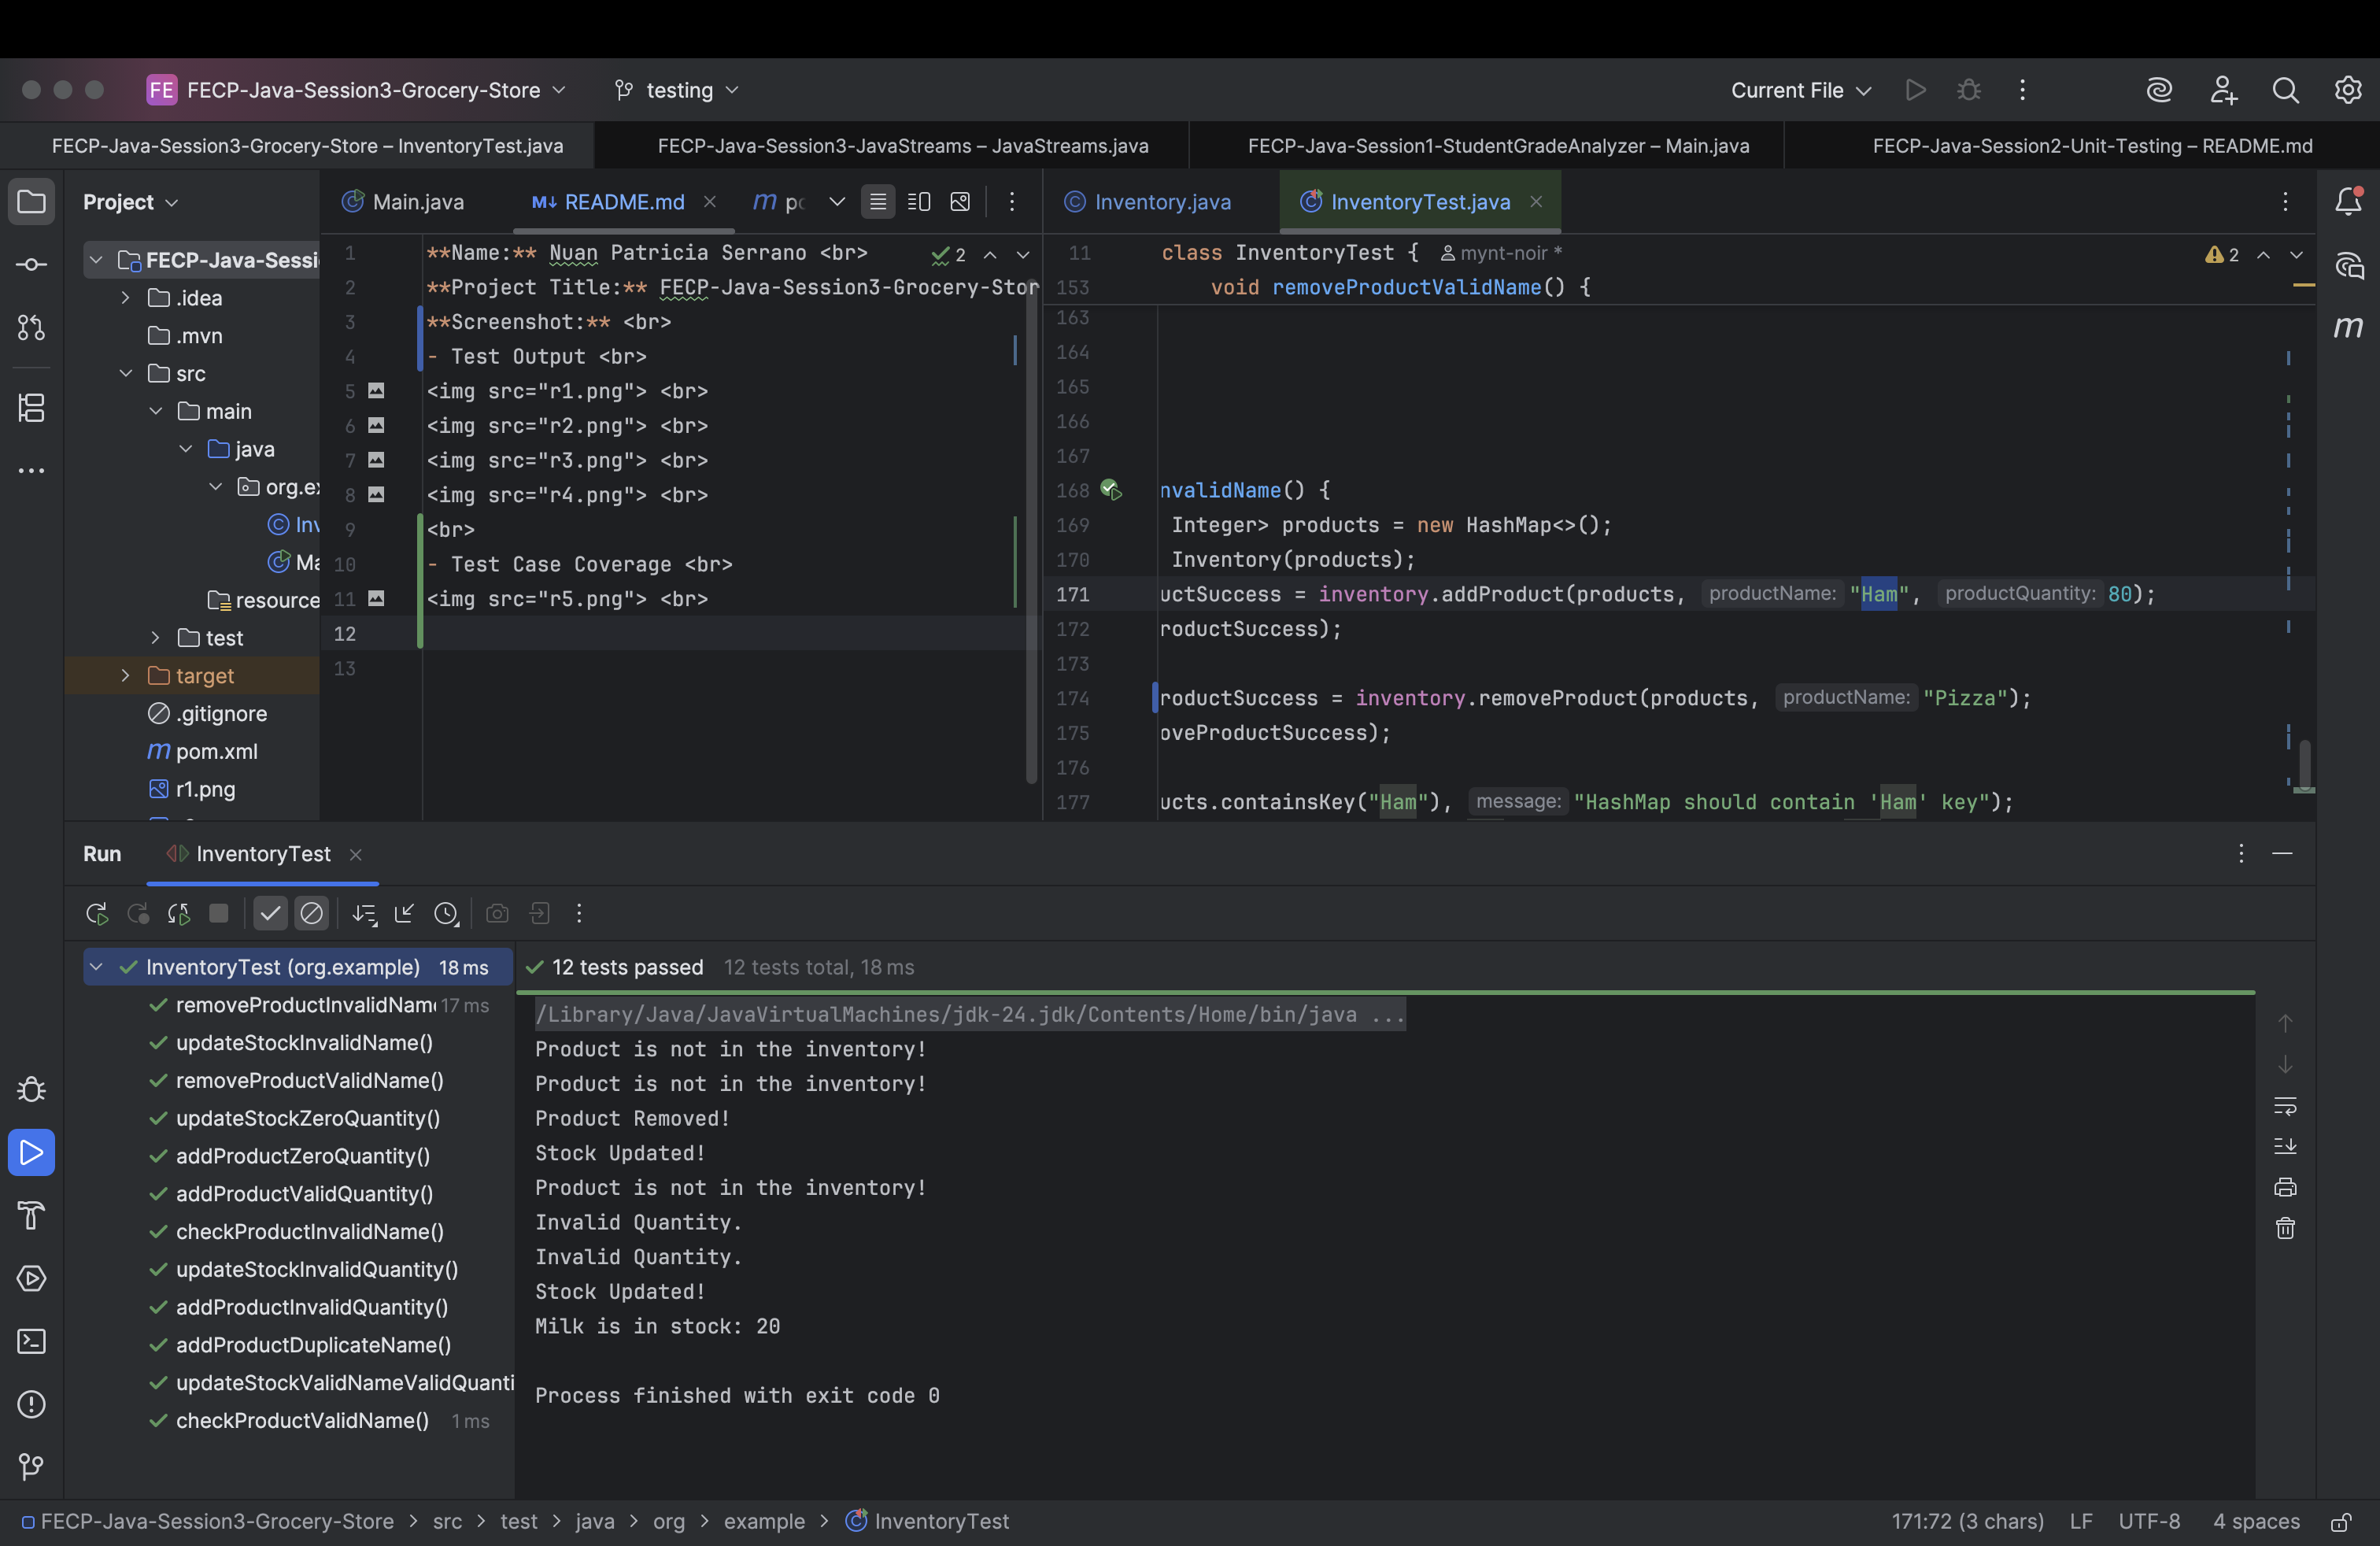 FE FECP-Java-Session3-Grocery-Store testing Current File
FECP-Java-Session3-Grocery-Store – InventoryTest.java FECP-Java-Session3-JavaStreams – JavaStreams.java FECP-Java-Session1-StudentGradeAnalyzer – Main.java FECP-Java-Session2-Unit-Testing – README.md
Project
FECP-Java-Sessi
.idea
.mvn
src
main
java
org.ex
Inv
Ma
resource
test
target
.gitignore
m pom.xml
r1.png
Main.java M↓ README.md m pc
1 **Name:** Nuan Patricia Serrano <br> 2
2 **Project Title:** FECP-Java-Session3-Grocery-Stor
3 **Screenshot:** <br>
4 - Test Output <br>
5 <img src="r1.png"> <br>
6 <img src="r2.png"> <br>
7 <img src="r3.png"> <br>
8 <img src="r4.png"> <br>
9 <br>
10 - Test Case Coverage <br>
11 <img src="r5.png"> <br>
12
13
Inventory.java InventoryTest.java
11 class InventoryTest { mynt-noir * 2
153 void removeProductValidName() {
163
164
165
166
167
168 nvalidName() {
169 Integer> products = new HashMap<>();
170 Inventory(products);
171 uctSuccess = inventory.addProduct(products, productName: "Ham", productQuantity: 80);
172 roductSuccess);
173
174 roductSuccess = inventory.removeProduct(products, productName: "Pizza");
175 oveProductSuccess);
176
177 ucts.containsKey("Ham"), message: "HashMap should contain 'Ham' key");
m
Run InventoryTest
InventoryTest (org.example) 18 ms
removeProductInvalidNam 17 ms
updateStockInvalidName()
removeProductValidName()
updateStockZeroQuantity()
addProductZeroQuantity()
addProductValidQuantity()
checkProductInvalidName()
updateStockInvalidQuantity()
addProductInvalidQuantity()
addProductDuplicateName()
updateStockValidNameValidQuanti
checkProductValidName() 1 ms
12 tests passed 12 tests total, 18 ms
/Library/Java/JavaVirtualMachines/jdk-24.jdk/Contents/Home/bin/java ...
Product is not in the inventory!
Product is not in the inventory!
Product Removed!
Stock Updated!
Product is not in the inventory!
Invalid Quantity.
Invalid Quantity.
Stock Updated!
Milk is in stock: 20
Process finished with exit code 0
FECP-Java-Session3-Grocery-Store > src > test > java > org > example > InventoryTest 171:72 (3 chars) LF UTF-8 4 spaces